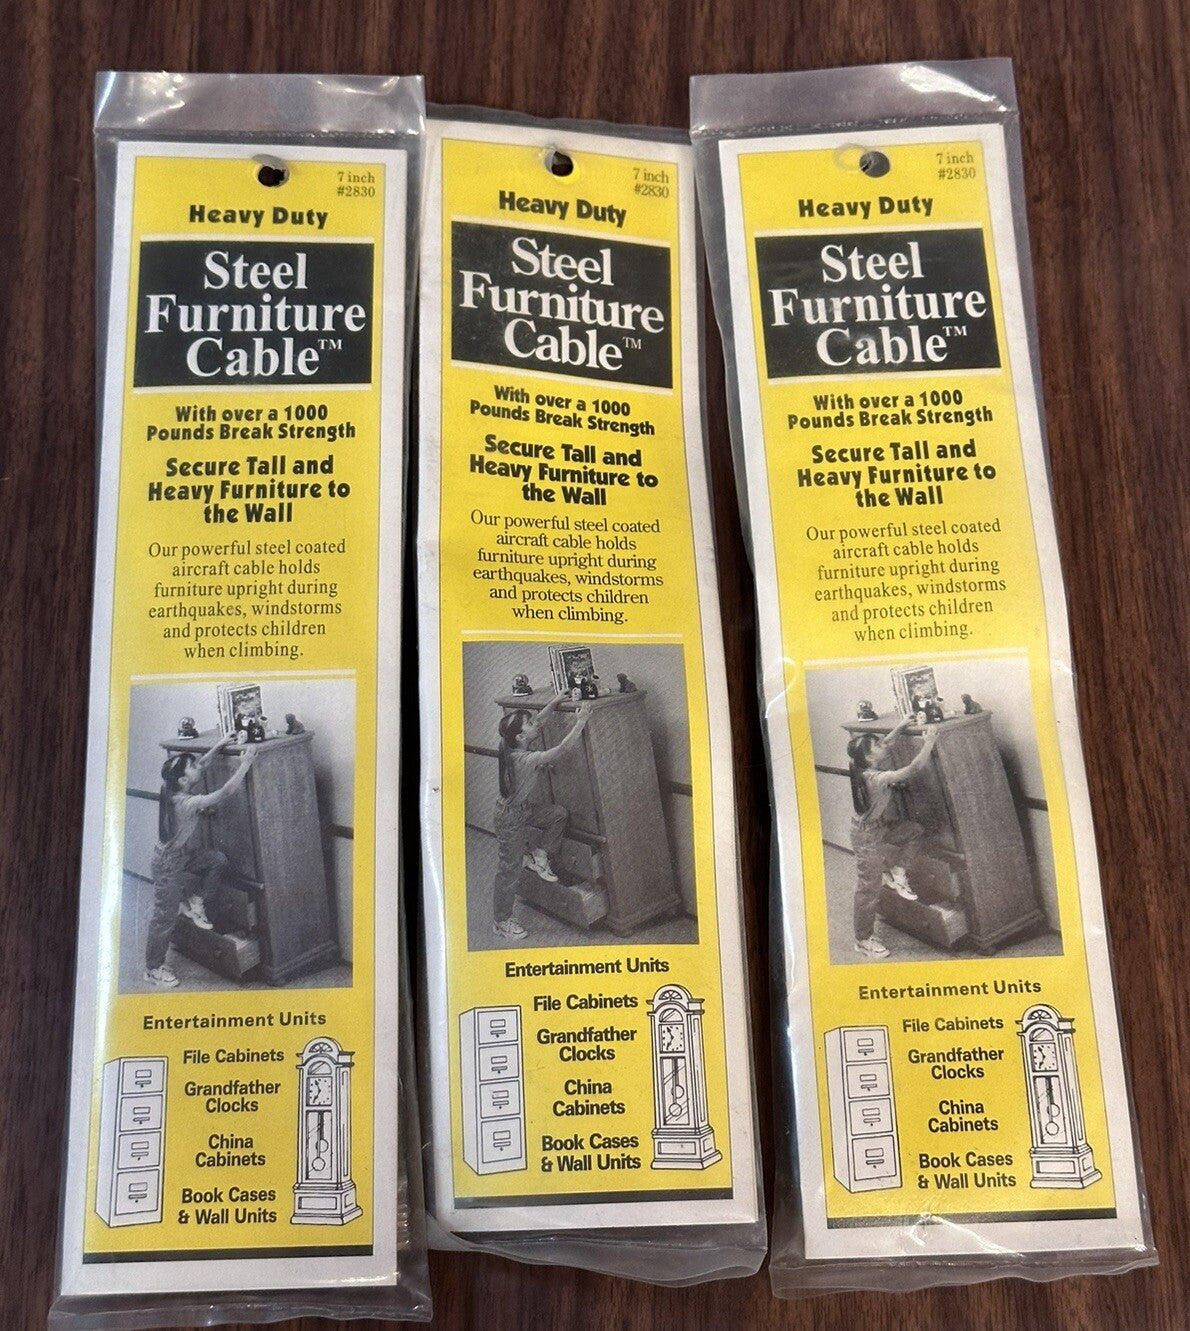 7 inch
#2830
Heavy Duty
Steel
Furniture
Cable™
With over a 1000
Pounds Break Strength
Secure Tall and
Heavy Furniture to
the Wall
Our powerful steel coated
aircraft cable holds
furniture upright during
earthquakes, windstorms
and protects children
when climbing.
Entertainment Units
File Cabinets
Grandfather
Clocks
China
Cabinets
Book Cases
& Wall Units
7 inch
#2830
Heavy Duty
Steel
Furniture
Cable™
With over a 1000
Pounds Break Strength
Secure Tall and
Heavy Furniture to
the Wall
Our powerful steel coated
aircraft cable holds
furniture upright during
earthquakes, windstorms
and protects children
when climbing.
Entertainment Units
File Cabinets
Grandfather
Clocks
China
Cabinets
Book Cases
& Wall Units
7 inch
#2830
Heavy Duty
Steel
Furniture
Cable™
With over a 1000
Pounds Break Strength
Secure Tall and
Heavy Furniture to
the Wall
Our powerful steel coated
aircraft cable holds
furniture upright during
earthquakes, windstorms
and protects children
when climbing.
Entertainment Units
File Cabinets
Grandfather
Clocks
China
Cabinets
Book Cases
& Wall Units